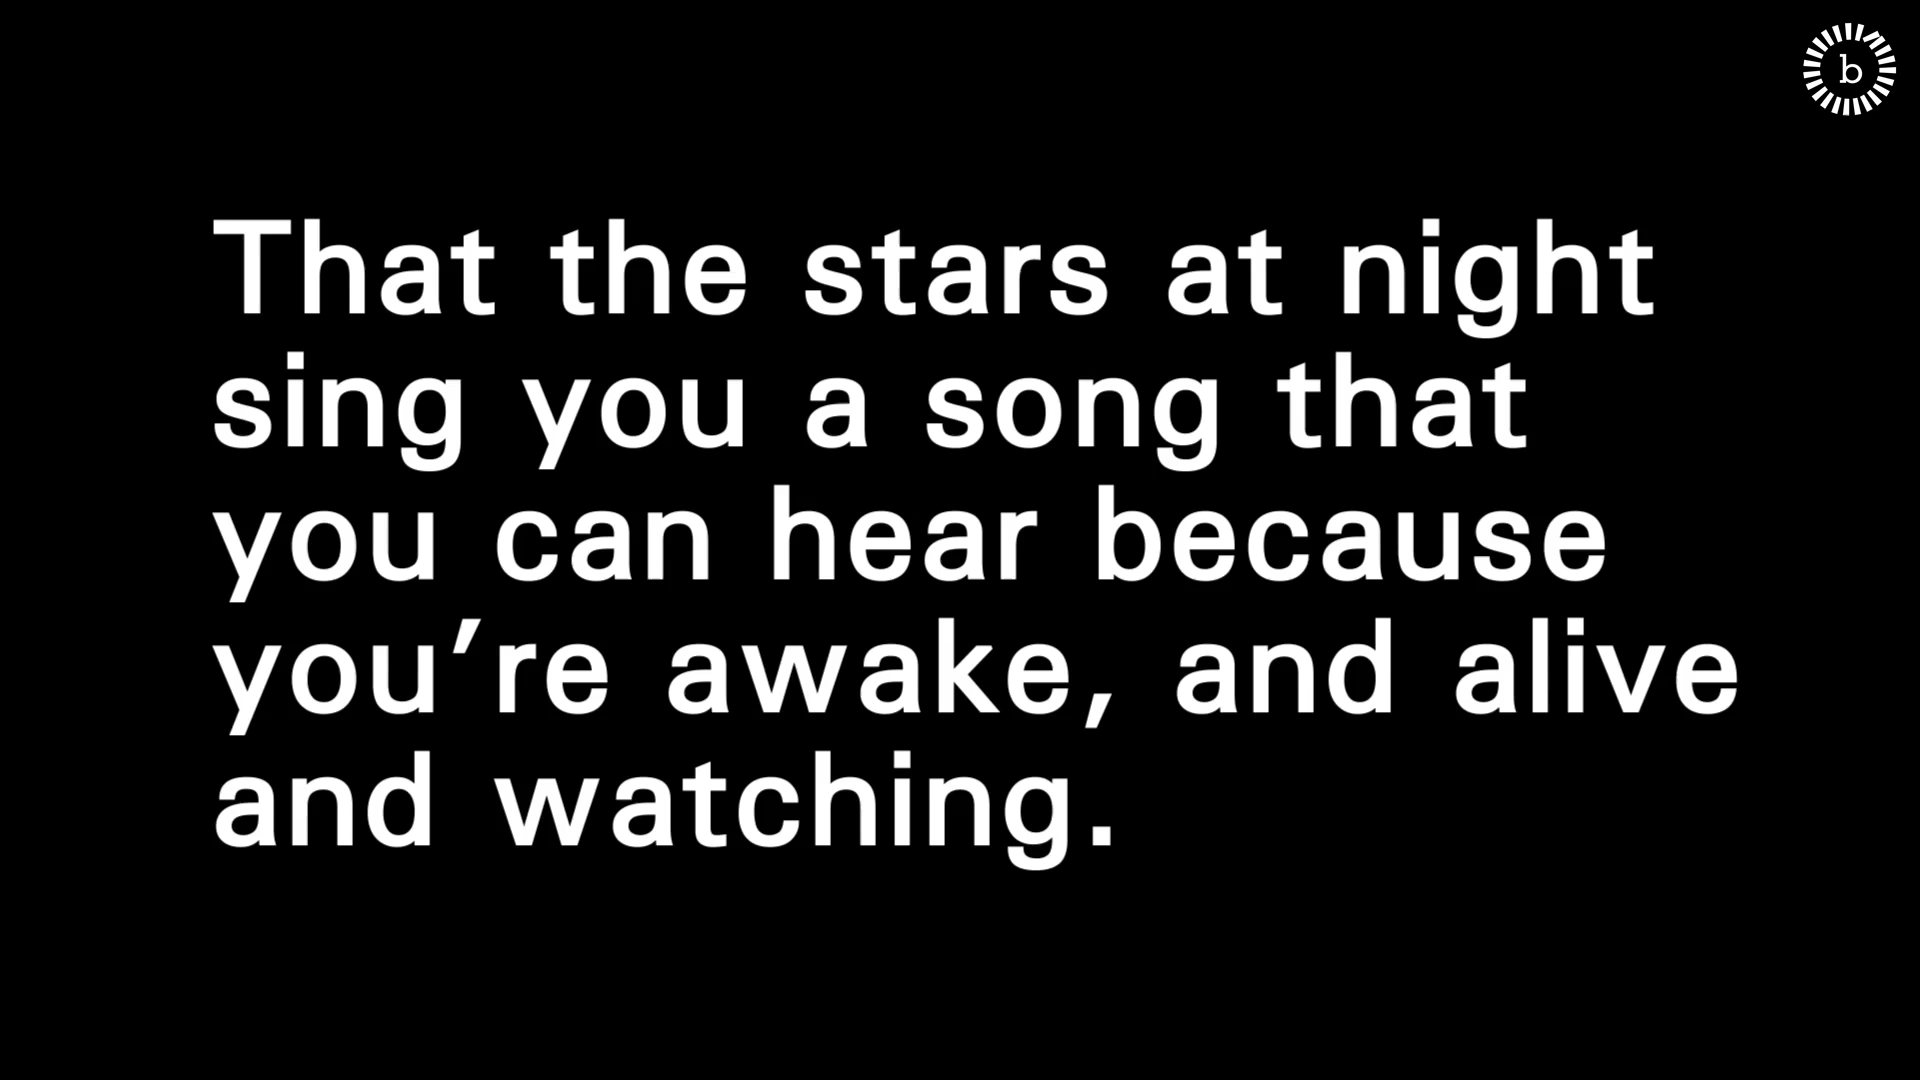 b
That the stars at night
sing you a song that
you can hear because
you’re awake, and alive
and watching.